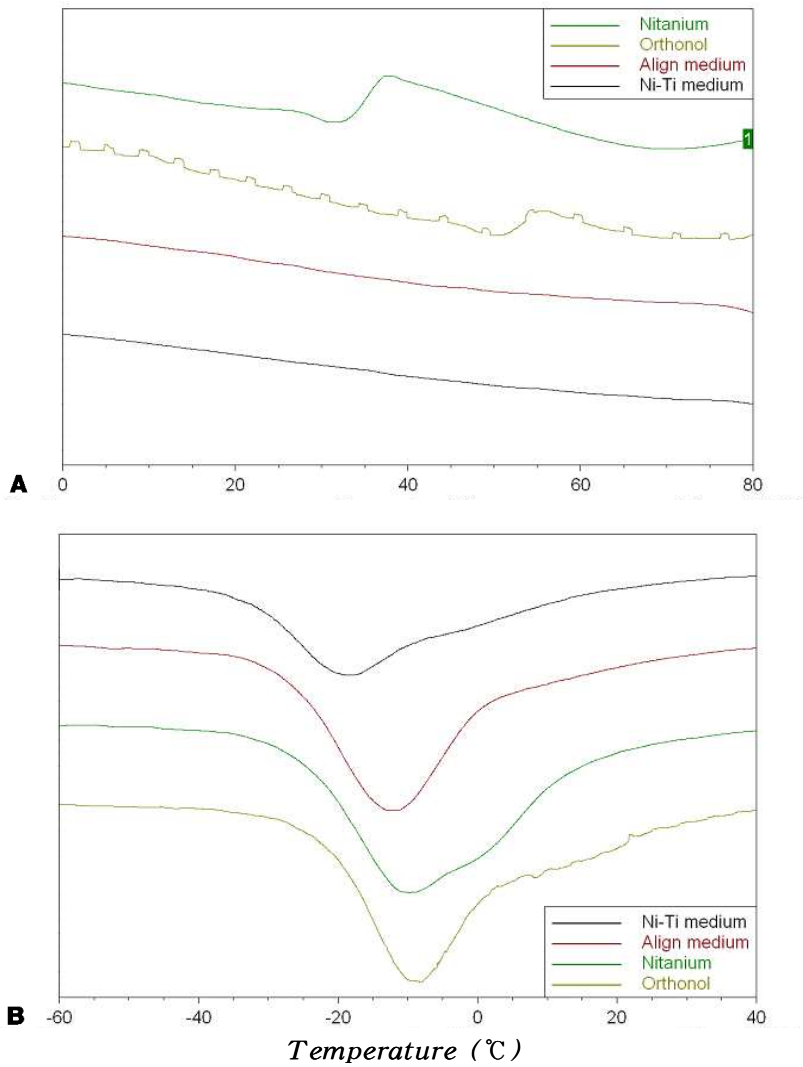 Nitanium
Orthonol
Align medium
Ni-Ti medium
1
A
0 20 40 60 80
Ni-Ti medium
Align medium
Nitanium
Orthonol
B
-60 -40 -20 0 20 40
Temperature (℃)